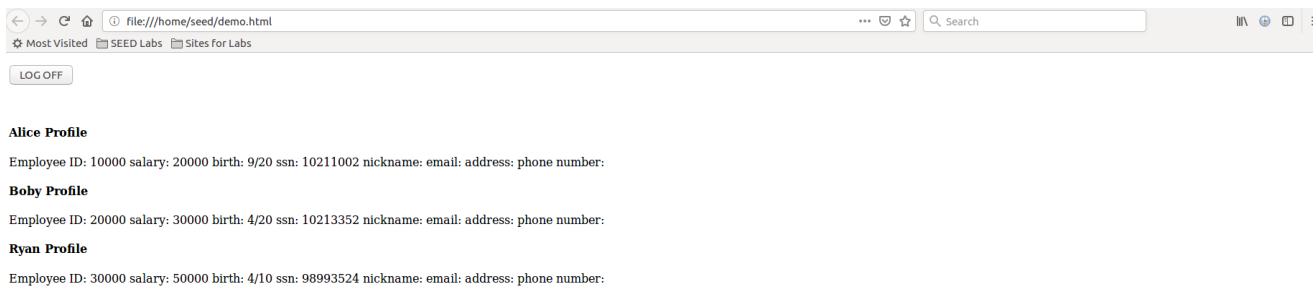 file:///home/seed/demo.html
Search
Most Visited SEED Labs Sites for Labs
LOG OFF
Alice Profile
Employee ID: 10000 salary: 20000 birth: 9/20 ssn: 10211002 nickname: email: address: phone number:
Boby Profile
Employee ID: 20000 salary: 30000 birth: 4/20 ssn: 10213352 nickname: email: address: phone number:
Ryan Profile
Employee ID: 30000 salary: 50000 birth: 4/10 ssn: 98993524 nickname: email: address: phone number: